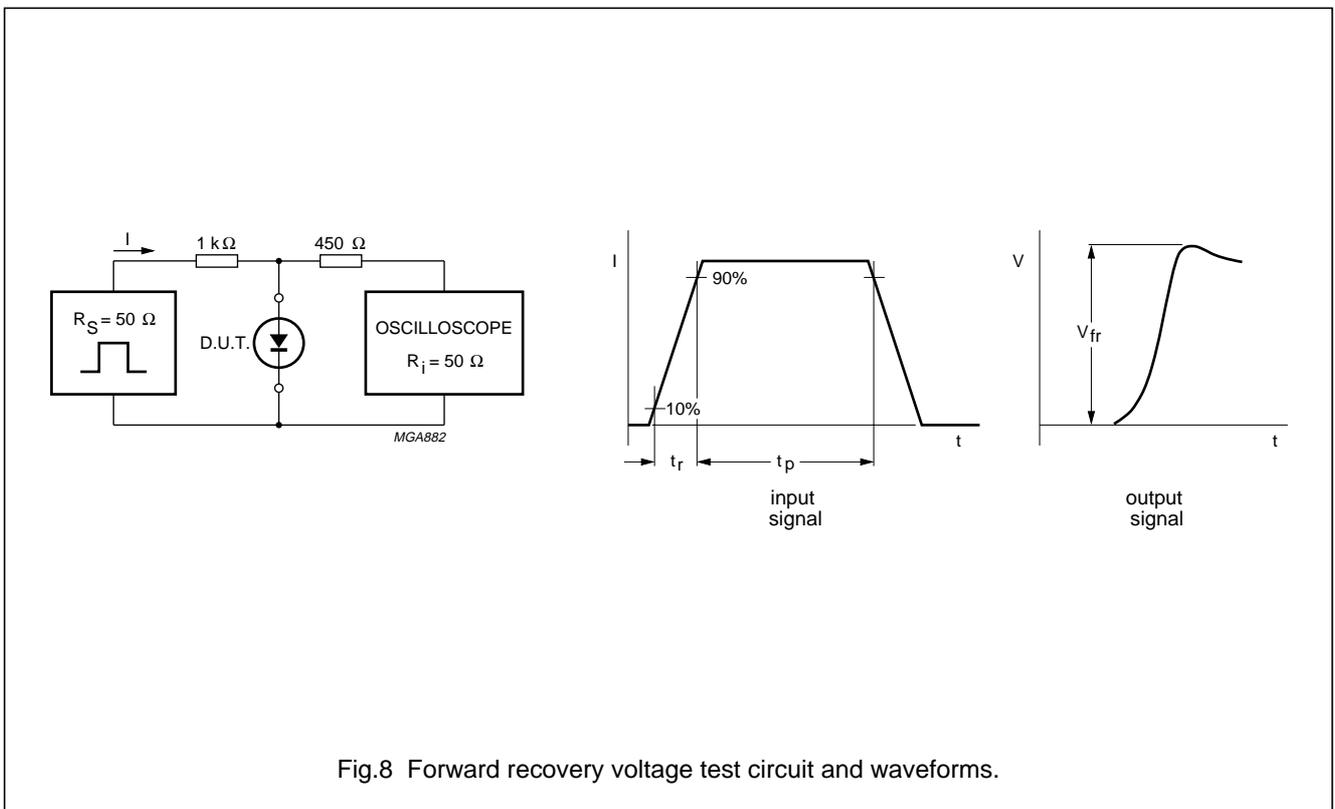 I
1 kΩ
450 Ω
RS = 50 Ω
D.U.T.
OSCILLOSCOPE
Ri = 50 Ω
MGA882
I
90%
10%
t
tr
tp
input
signal
V
Vfr
t
output
signal
Fig.8 Forward recovery voltage test circuit and waveforms.